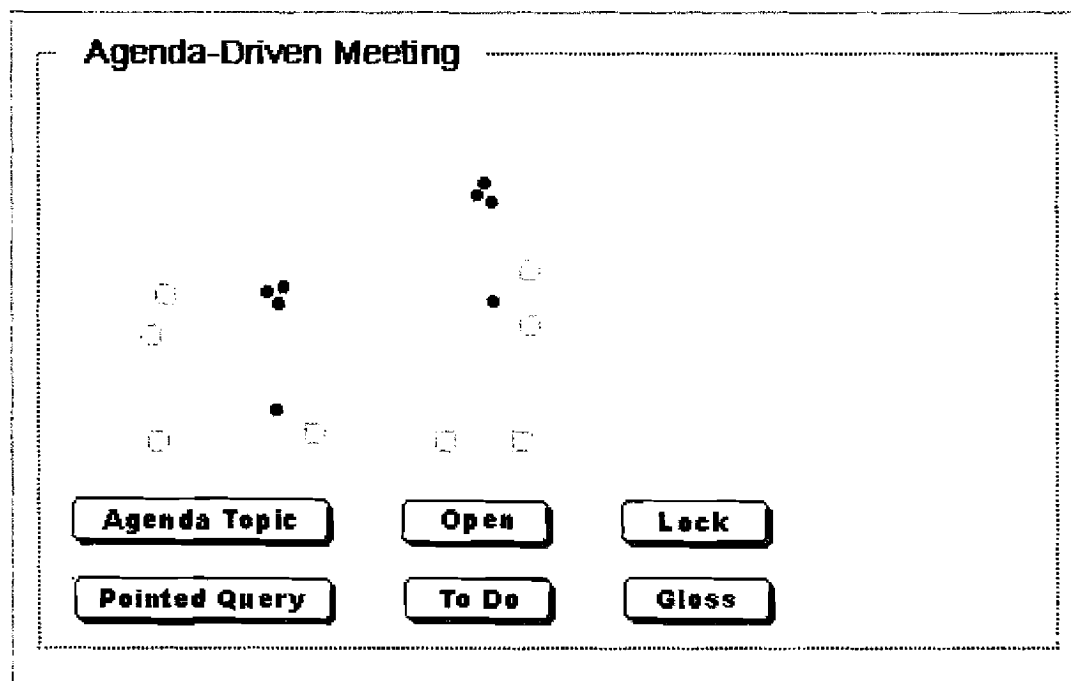 Agenda-Driven Meeting
Agenda Topic Open Lock
Pointed Query To Do Gloss